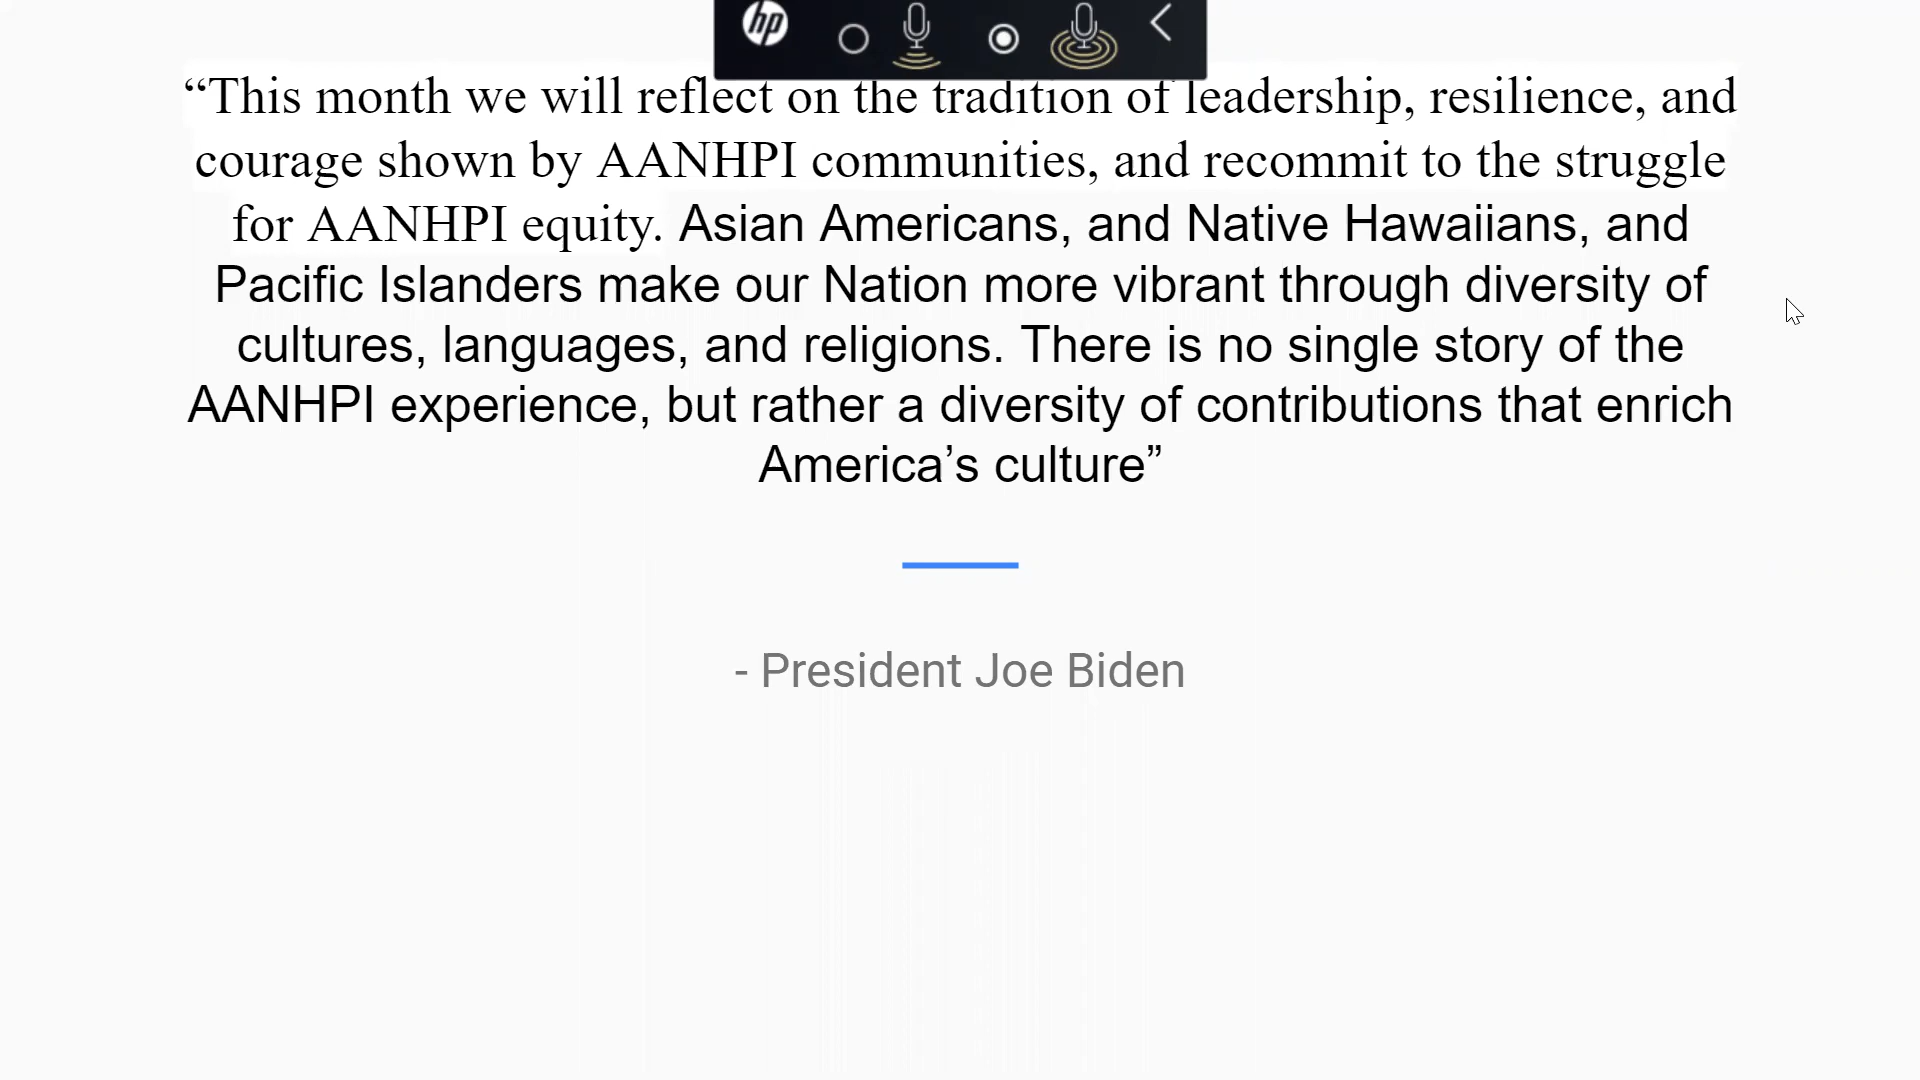 hp
“This month we will reflect on the tradition of leadership, resilience, and
courage shown by AANHPI communities, and recommit to the struggle
for AANHPI equity. Asian Americans, and Native Hawaiians, and
Pacific Islanders make our Nation more vibrant through diversity of
cultures, languages, and religions. There is no single story of the
AANHPI experience, but rather a diversity of contributions that enrich
America’s culture”
- President Joe Biden